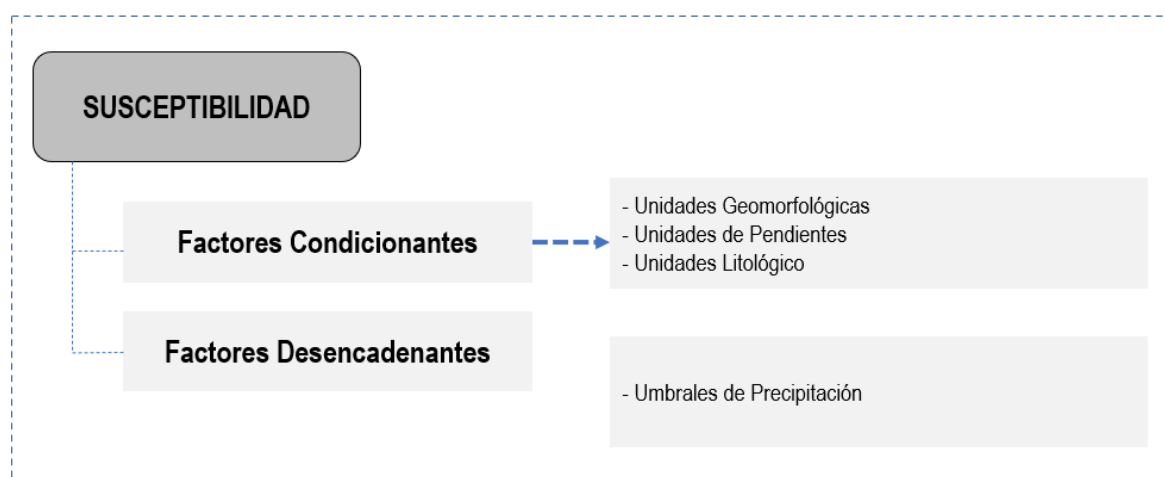 SUSCEPTIBILIDAD
Factores Condicionantes
- Unidades Geomorfológicas
- Unidades de Pendientes
- Unidades Litológico
Factores Desencadenantes
- Umbrales de Precipitación